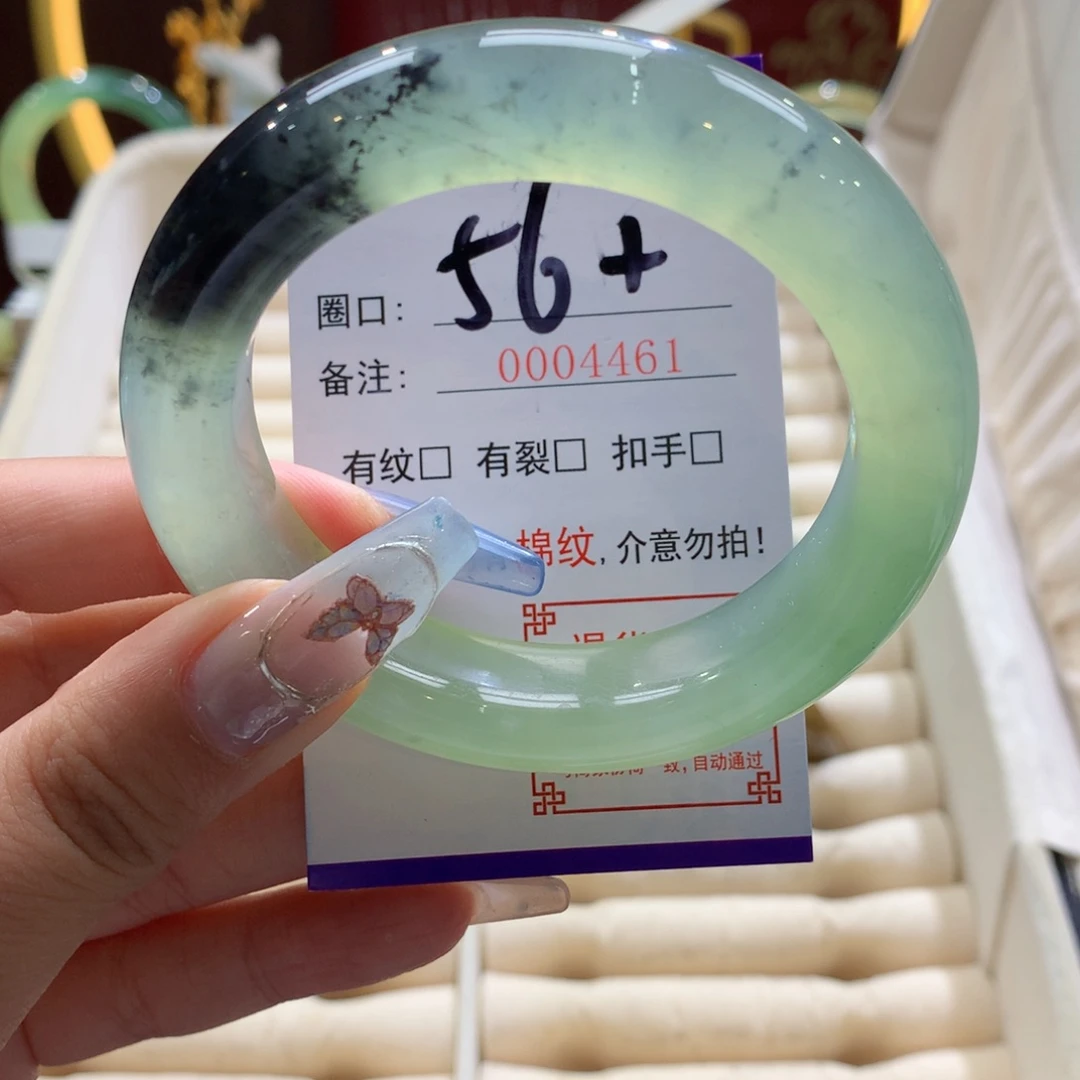 圈口: 56+
备注: 0004461
有纹□ 有裂□ 扣手□
棉纹,介意勿拍!
致,自动通过